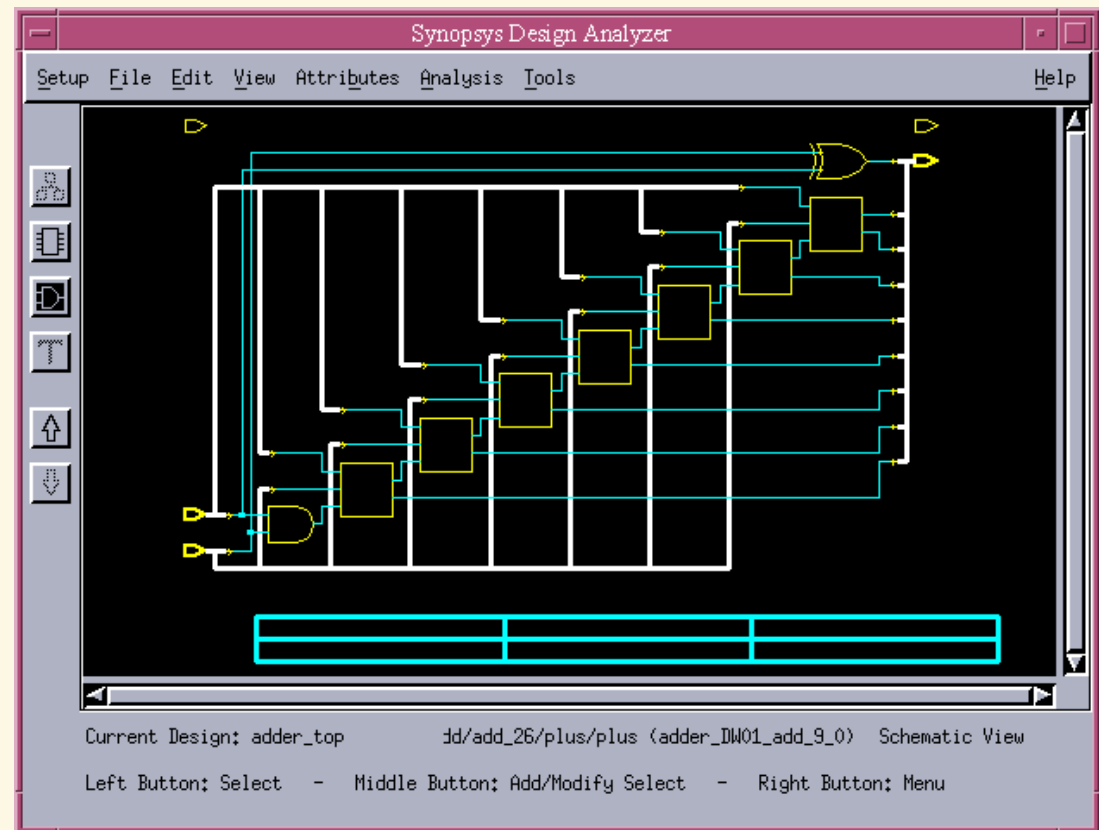 Synopsys Design Analyzer
Setup File Edit View Attributes Analysis Tools Help
Current Design: adder_top dd/add_26/plus/plus (adder_DW01_add_9_0) Schematic View
Left Button: Select - Middle Button: Add/Modify Select - Right Button: Menu